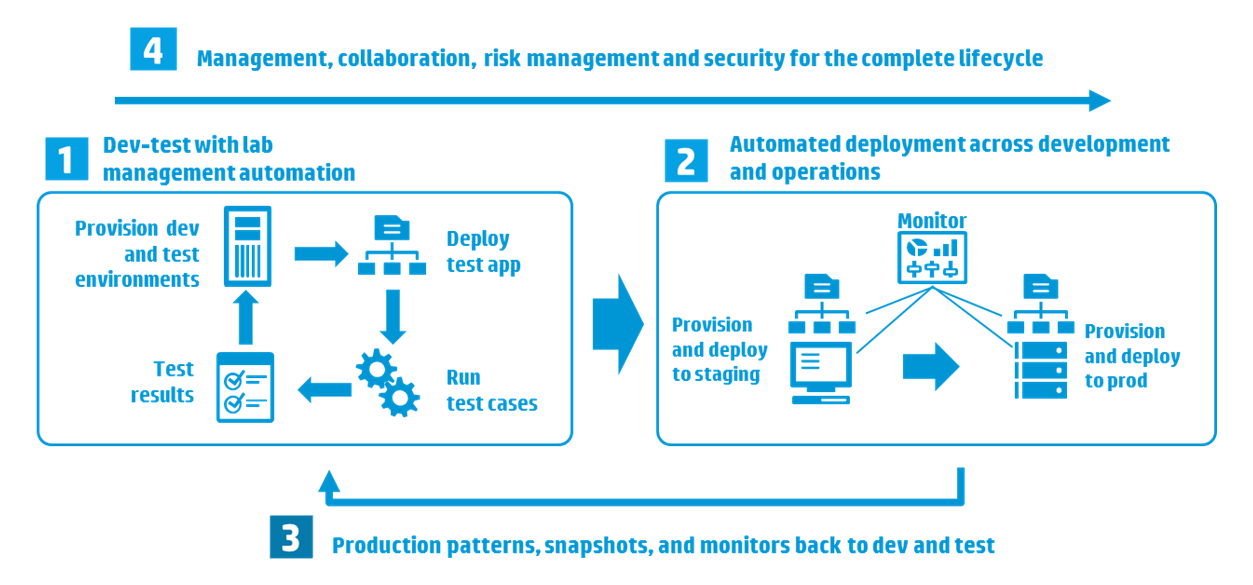 4
Management, collaboration, risk management and security for the complete lifecycle
1
Dev-test with lab
management automation
Provision dev
and test
environments
Deploy
test app
Run
test cases
Test
results
2
Automated deployment across development
and operations
Monitor
Provision
and deploy
to staging
Provision
and deploy
to prod
3
Production patterns, snapshots, and monitors back to dev and test